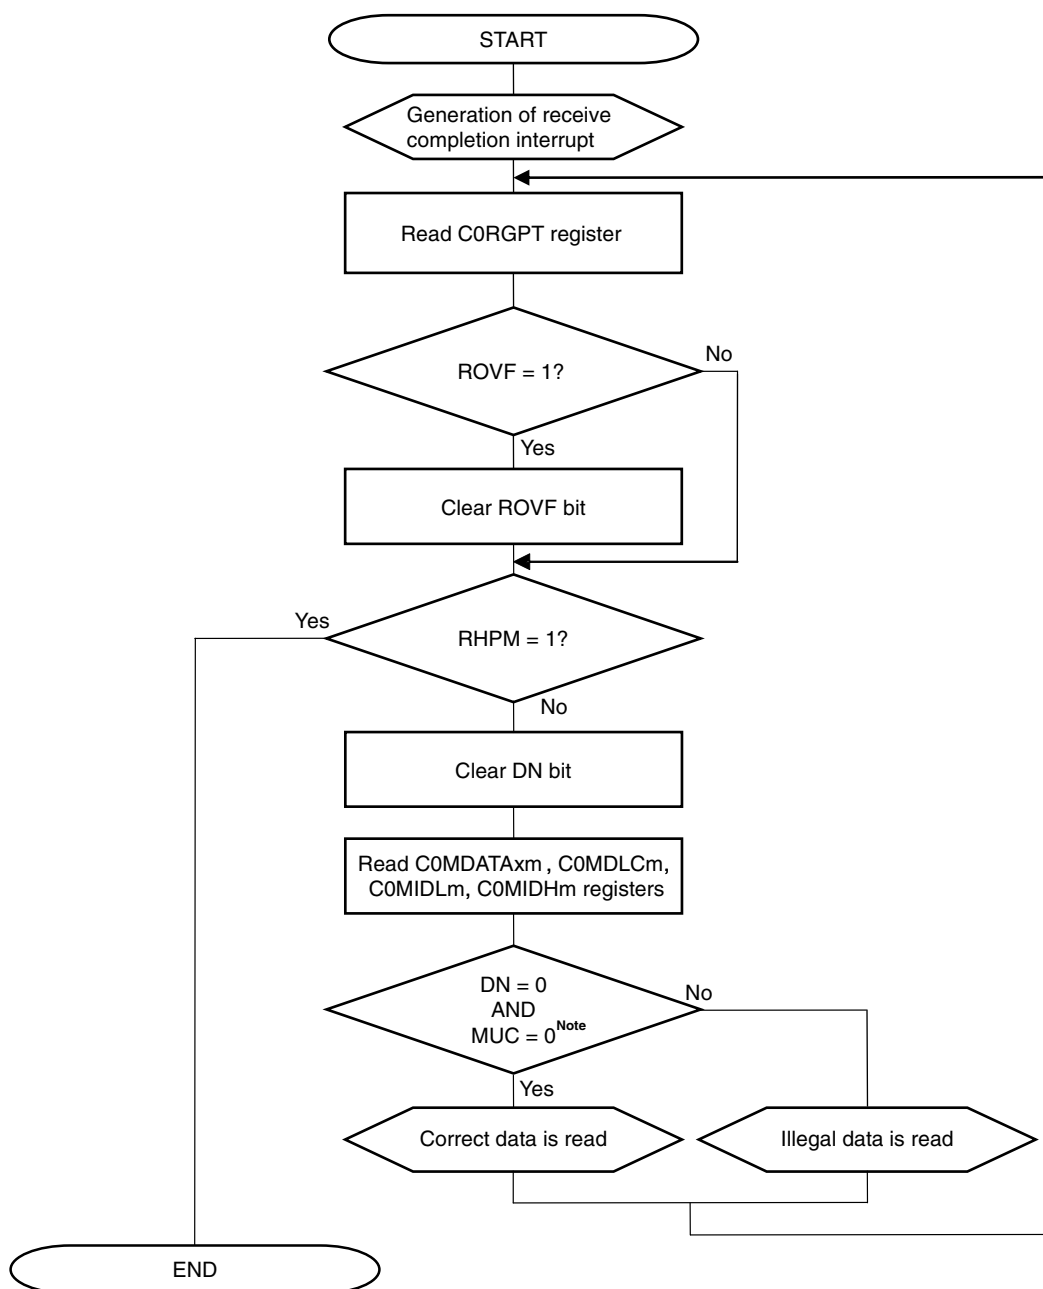 START
Generation of receive
completion interrupt
Read C0RGPT register
ROVF = 1?
No
Yes
Clear ROVF bit
Yes
RHPM = 1?
No
Clear DN bit
Read C0MDATAxm , C0MDLCm,
C0MIDLm, C0MIDHm registers
DN = 0
AND
MUC = 0Note
No
Yes
Correct data is read
Illegal data is read
END